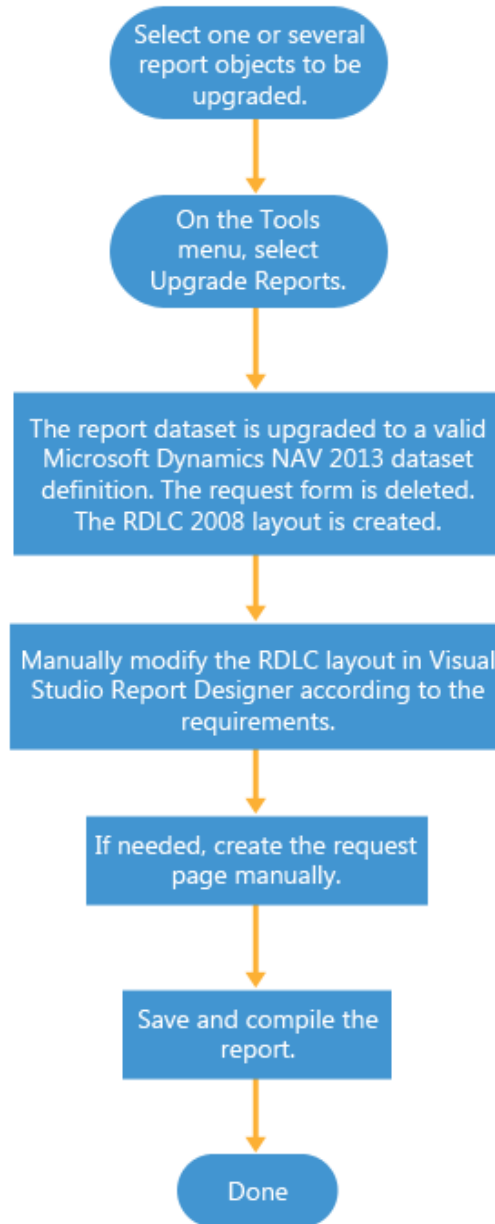 Select one or several
report objects to be
upgraded.
On the Tools
menu, select
Upgrade Reports.
The report dataset is upgraded to a valid
Microsoft Dynamics NAV 2013 dataset
definition. The request form is deleted.
The RDLC 2008 layout is created.
Manually modify the RDLC layout in Visual
Studio Report Designer according to the
requirements.
If needed, create the request
page manually.
Save and compile the
report.
Done